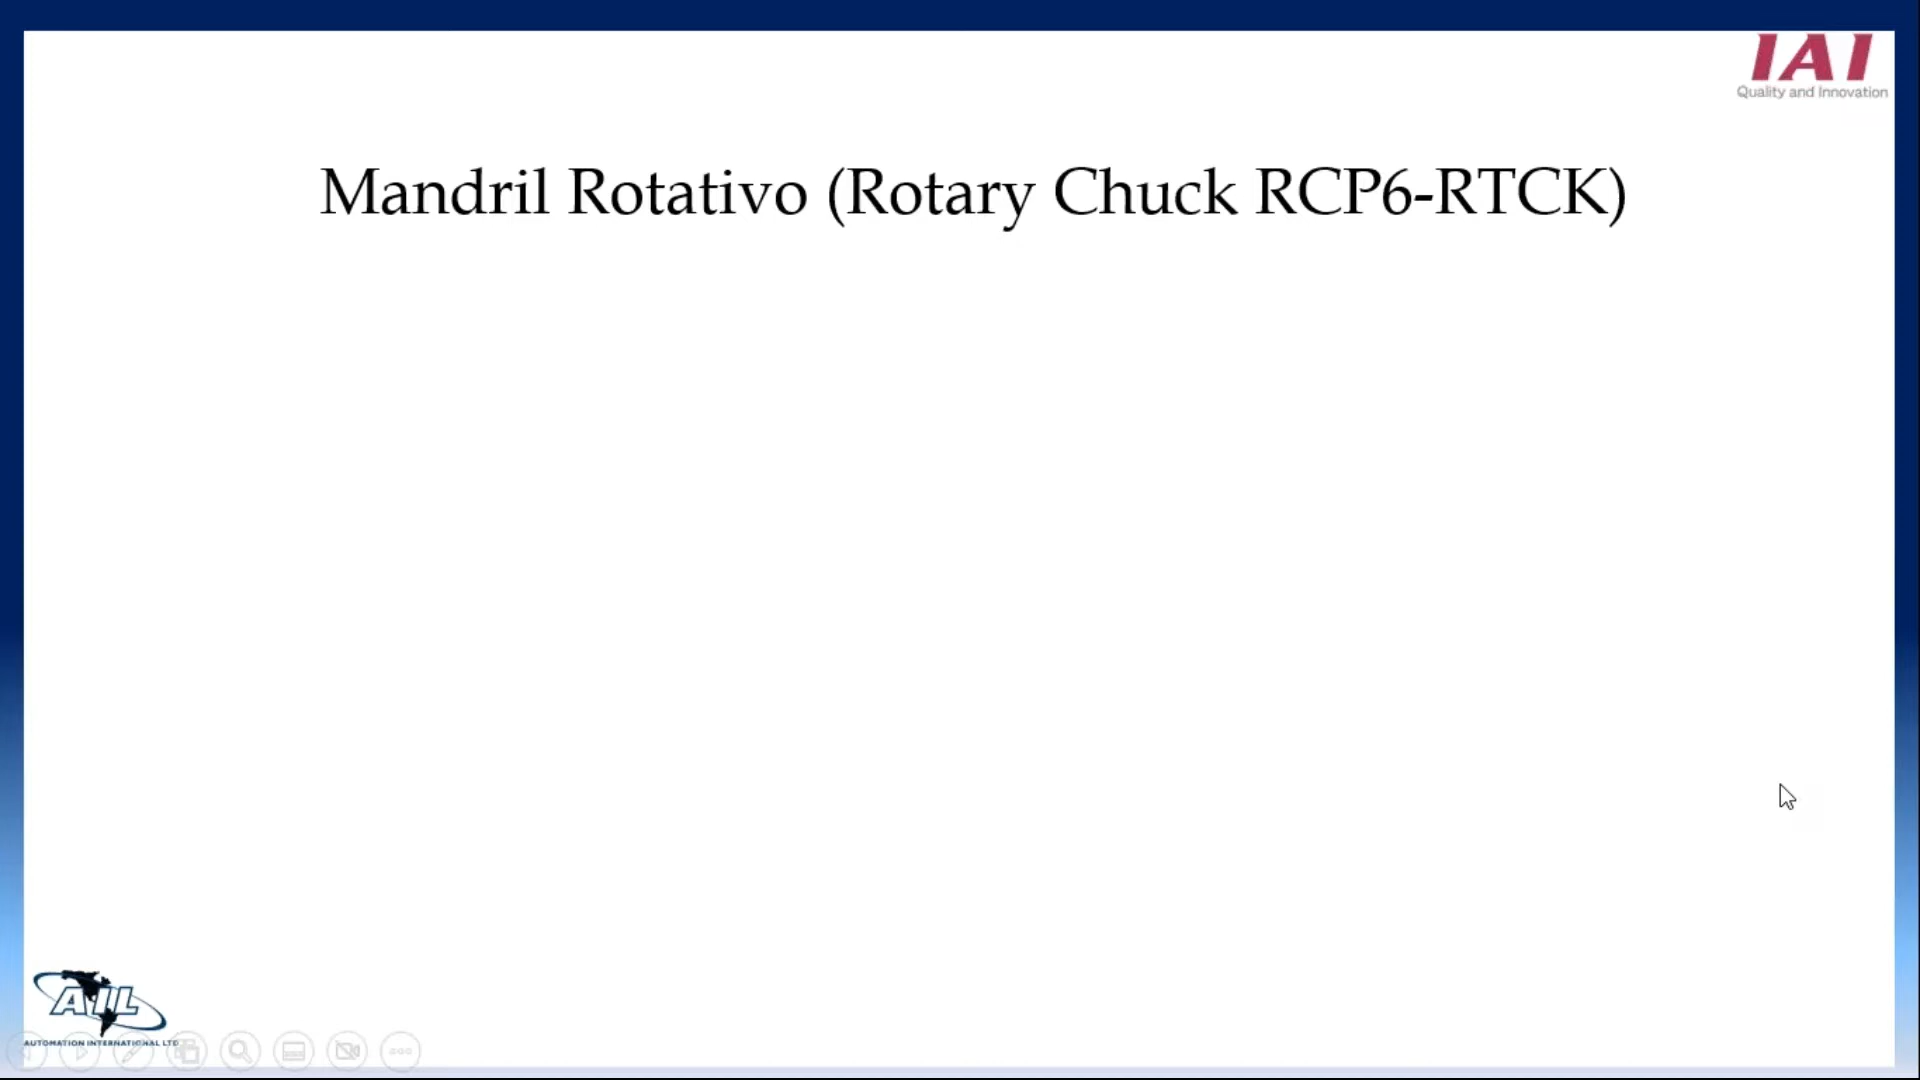 IAI
Quality and Innovation
Mandril Rotativo (Rotary Chuck RCP6-RTCK)
AIL
AUTOMATION INTERNATIONAL LTD